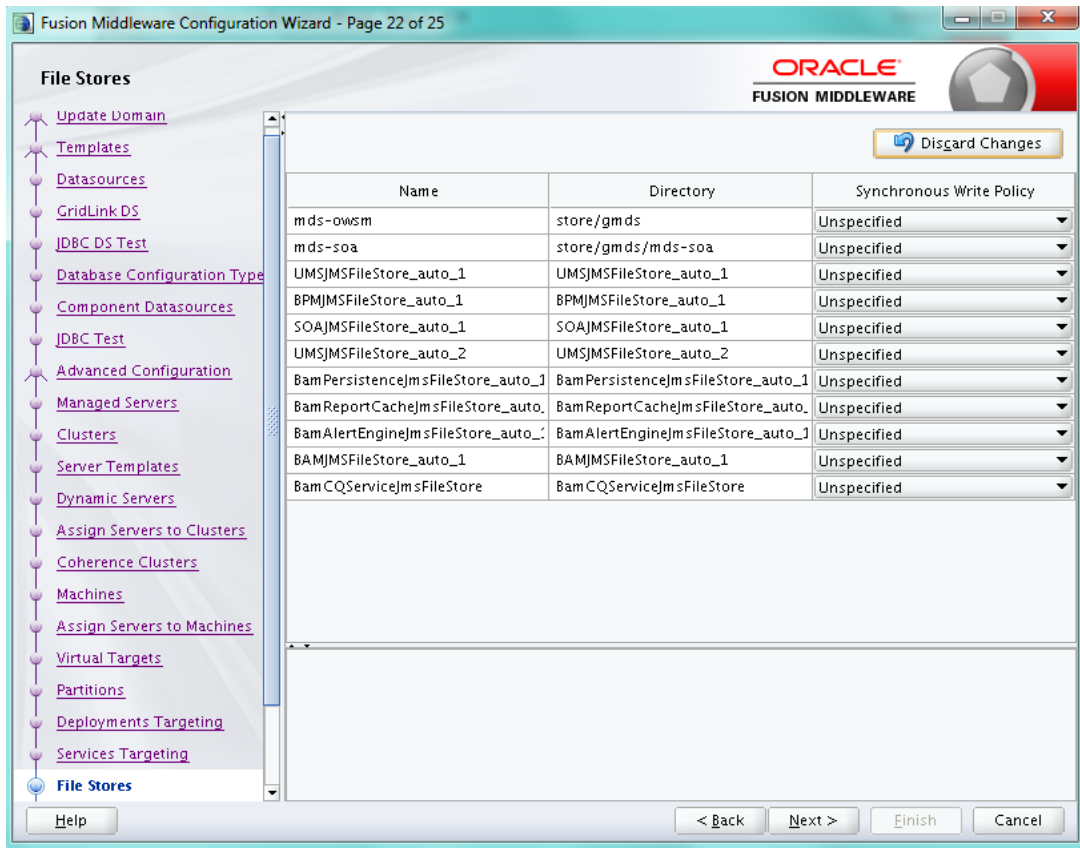 Fusion Middleware Configuration Wizard - Page 22 of 25
File Stores
ORACLE
FUSION MIDDLEWARE
Update Domain
Templates
Datasources
GridLink DS
JDBC DS Test
Database Configuration Type
Component Datasources
JDBC Test
Advanced Configuration
Managed Servers
Clusters
Server Templates
Dynamic Servers
Assign Servers to Clusters
Coherence Clusters
Machines
Assign Servers to Machines
Virtual Targets
Partitions
Deployments Targeting
Services Targeting
File Stores
Discard Changes
Name Directory Synchronous Write Policy
mds-owsm store/gmds Unspecified
mds-soa store/gmds/mds-soa Unspecified
UMSJMSFileStore_auto_1 UMSJMSFileStore_auto_1 Unspecified
BPMJMSFileStore_auto_1 BPMJMSFileStore_auto_1 Unspecified
SOAJMSFileStore_auto_1 SOAJMSFileStore_auto_1 Unspecified
UMSJMSFileStore_auto_2 UMSJMSFileStore_auto_2 Unspecified
BamPersistenceJmsFileStore_auto_1 BamPersistenceJmsFileStore_auto_1 Unspecified
BamReportCacheJmsFileStore_auto_ BamReportCacheJmsFileStore_auto_ Unspecified
BamAlertEngineJmsFileStore_auto_ BamAlertEngineJmsFileStore_auto_1 Unspecified
BAMJMSFileStore_auto_1 BAMJMSFileStore_auto_1 Unspecified
BamCQServiceJmsFileStore BamCQServiceJmsFileStore Unspecified
Help < Back Next > Finish Cancel